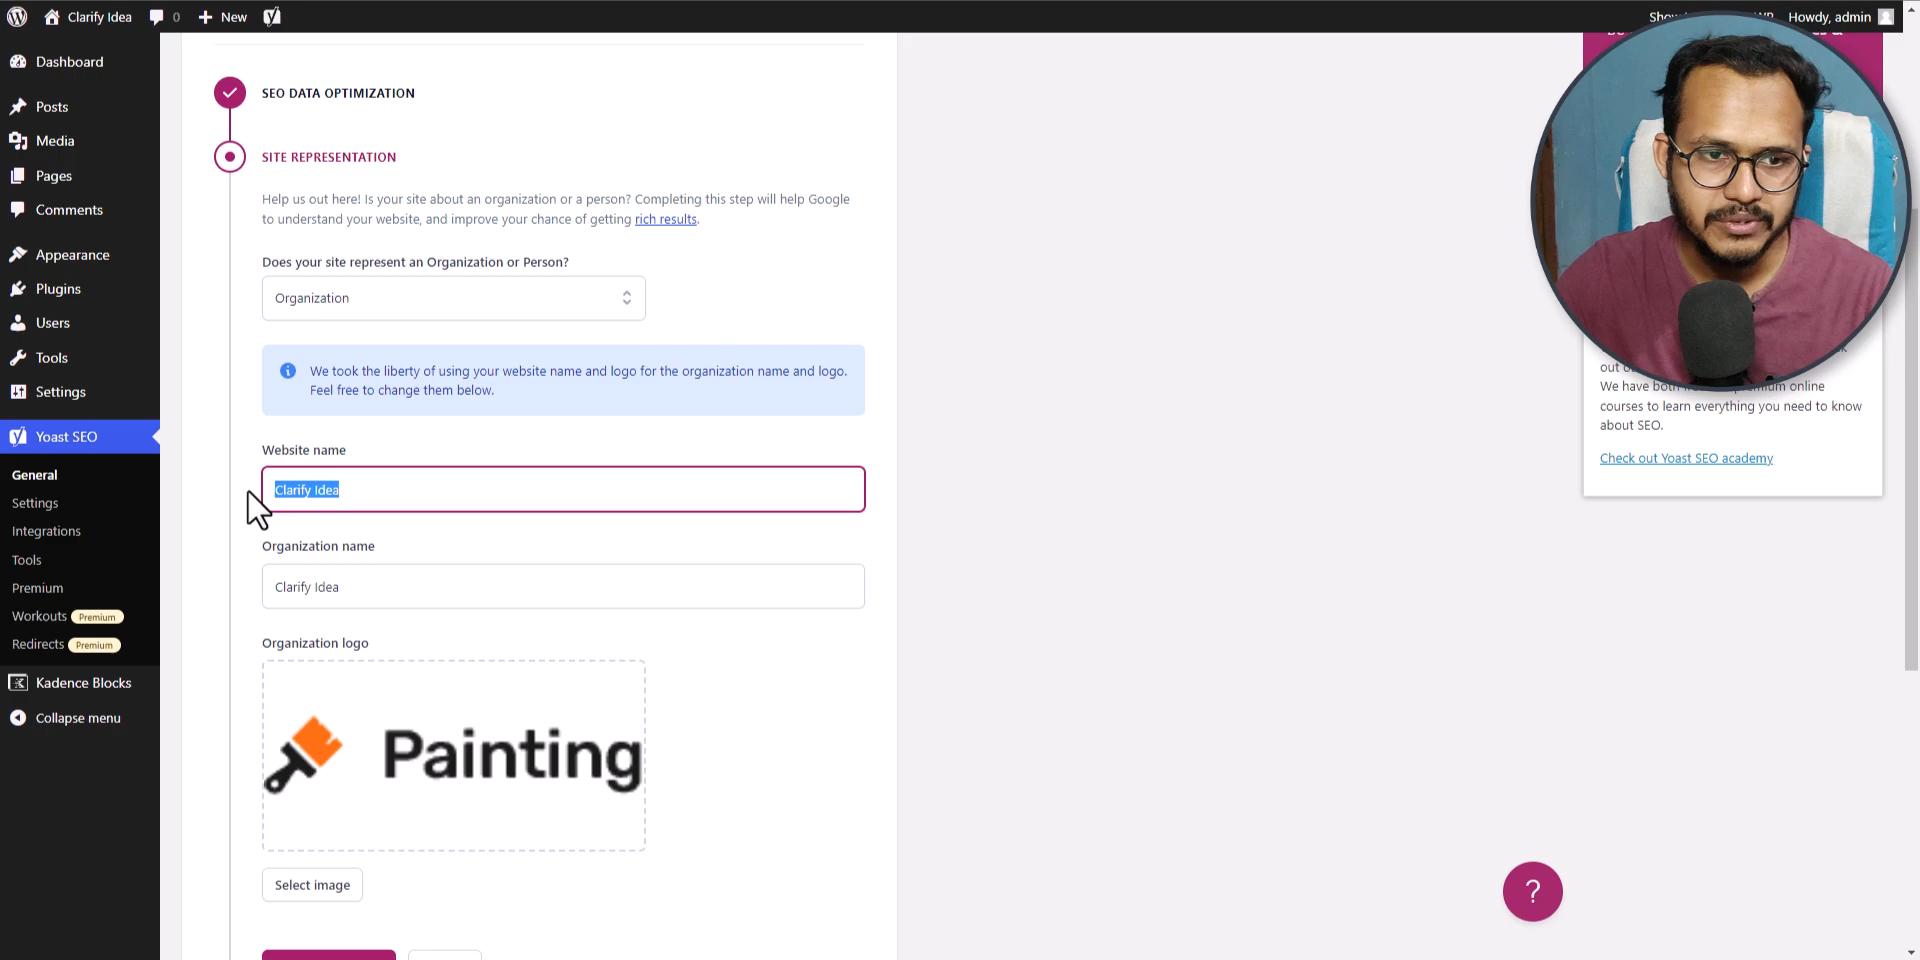 Clarify Idea
0
New
Howdy, admin
Dashboard
Posts
Media
Pages
Comments
Appearance
Plugins
Users
Tools
Settings
Yoast SEO
General
Settings
Integrations
Tools
Premium
Workouts Premium
Redirects Premium
Kadence Blocks
Collapse menu
SEO DATA OPTIMIZATION
SITE REPRESENTATION
Help us out here! Is your site about an organization or a person? Completing this step will help Google
to understand your website, and improve your chance of getting rich results.
Does your site represent an Organization or Person?
Organization
We took the liberty of using your website name and logo for the organization name and logo.
Feel free to change them below.
Website name
Clarify Idea
Organization name
Clarify Idea
Organization logo
Painting
Select image
We have both premium online
courses to learn everything you need to know
about SEO.
Check out Yoast SEO academy
?